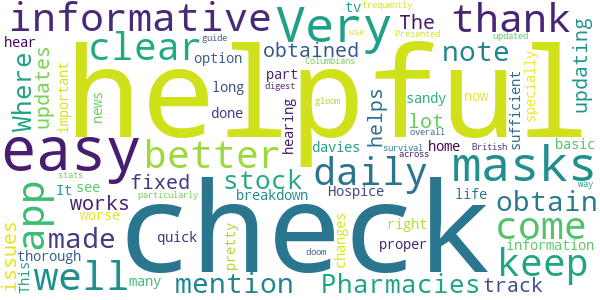 informative
Very
tv
The
thank
hear
clear
obtained
note
Where
updates
important
news
option
long
done
part
hearing
guide
digest
Columbians
gloom
frequently
use
Presented
updated
now
sandy
lot
sufficient
specially
updating
helpful
easy
better
daily
helps
davies
home
overall
survival
across
British
basic
way
masks
app
It
see
works
fixed
stock
breakdown
Hospice
life
obtain
issues
This
stats
worse
made
particularly
quick
check
right
proper
come
information
thorough
well
many
mention
pretty
doom
changes
Pharmacies
track
keep